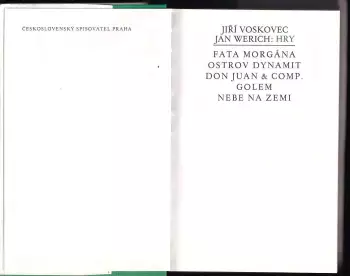 ČESKOSLOVENSKÝ SPISOVATEL PRAHA
JIŘÍ VOSKOVEC
JAN WERICH: HRY
FATA MORGÁNA
OSTROV DYNAMIT
DON JUAN & COMP.
GOLEM
NEBE NA ZEMI